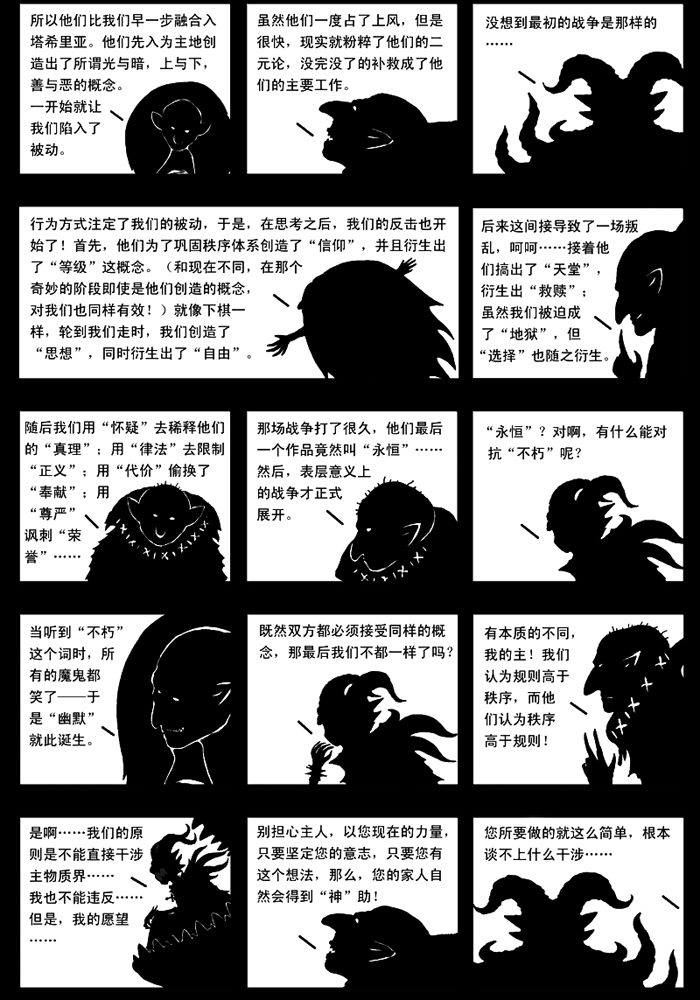 所以他们比我们早一步融合入
塔希里亚。他们先入为主地创
造出了所谓光与暗，上与下，
善与恶的概念。
一开始就让
我们陷入了
被动。
虽然他们一度占了上风，但是
很快，现实就粉粹了他们的二
元论，没完没了的补救成了他
们的主要工作。
没想到最初的战争是那样的
……
行为方式注定了我们的被动，于是，在思考之后，我们的反击也开
始了！首先，他们为了巩固秩序体系创造了“信仰”，并且衍生出
了“等级”这概念。（和现在不同，在那个
奇妙的阶段即使是他们创造的概念，
对我们也同样有效！）就像下棋一
样，轮到我们走时，我们创造了
“思想”，同时衍生出了“自由”。
后来这间接导致了一场叛
乱，呵呵……接着他
们搞出了“天堂”，
衍生出“救赎”；
虽然我们被迫成
了“地狱”，但
“选择”也随之衍生。
随后我们用“怀疑”去稀释他们
的“真理”；用“律法”去限制
“正义”；用“代价”偷换了
“奉献”；用
“尊严”
讽刺“荣
誉”……
那场战争打了很久，他们最后
一个作品竟然叫“永恒”……
然后，表层意义上
的战争才正式
展开。
“永恒”？对啊，有什么能对
抗“不朽”呢？
当听到“不朽”
这个词时，所
有的魔鬼都
笑了——于
是“幽默”
就此诞生。
既然双方都必须接受同样的概
念，那最后我们不都一样了吗？
有本质的不同，
我的主！我们
认为规则高于
秩序，而他
们认为秩序
高于规则！
是啊……我们的原
则是不能直接干涉
主物质界……
我也不能违反……
但是，我的愿望
……
别担心主人，以您现在的力量，
只要坚定您的意志，只要您有
这个想法，那么，您的家人自
然会得到“神”助！
您所要做的就这么简单，根本
谈不上什么干涉……